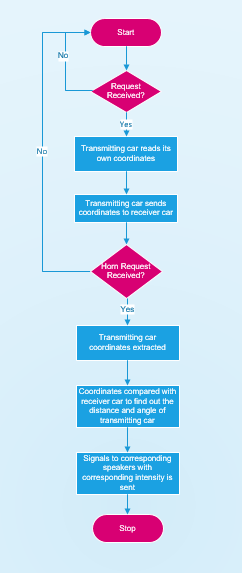 Start
No
Request
Received?
Yes
Transmitting car reads its
own coordinates
Transmitting car sends
coordinates to receiver car
No
Horn Request
Received?
Yes
Transmitting car
coordinates extracted
Coordinates compared with
receiver car to find out the
distance and angle of
transmitting car
Signals to corresponding
speakers with
corresponding intensity is
sent
Stop